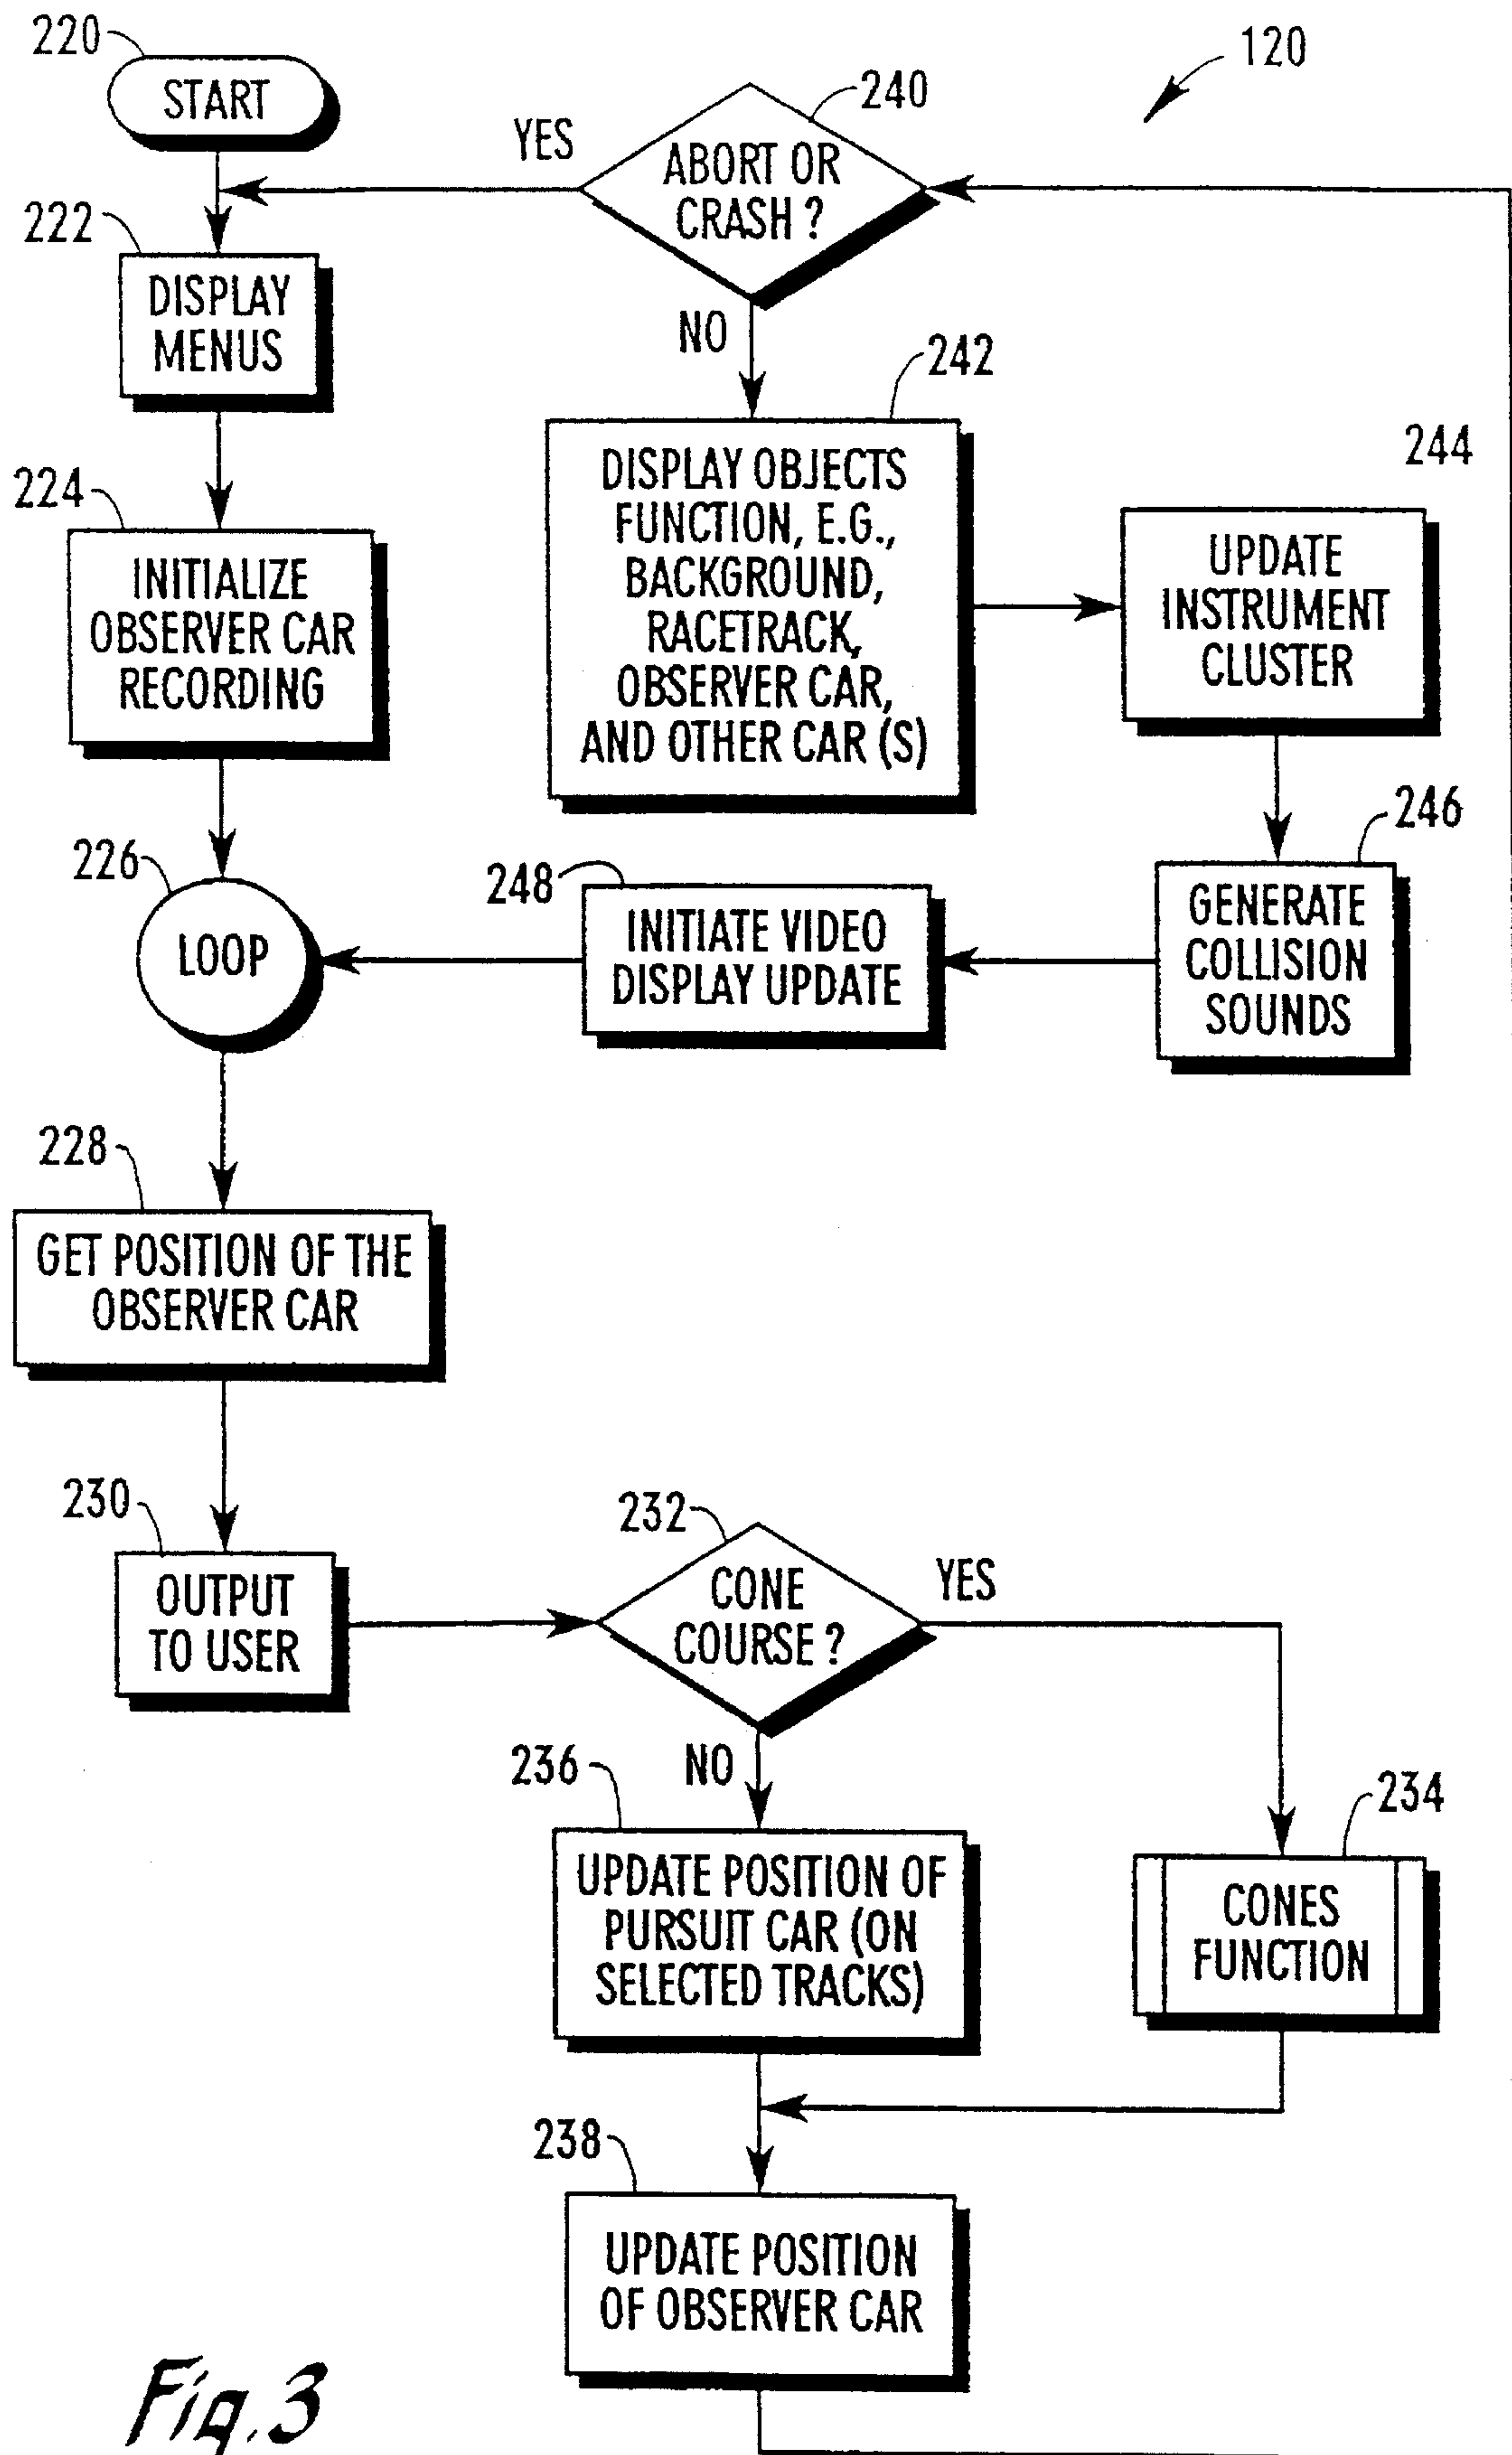 220
START
120
240
YES
ABORT OR
CRASH ?
222
DISPLAY
MENUS
NO
242
DISPLAY OBJECTS
FUNCTION, E.G.,
BACKGROUND,
RACETRACK,
OBSERVER CAR,
AND OTHER CAR (S)
244
UPDATE
INSTRUMENT
CLUSTER
224
INITIALIZE
OBSERVER CAR
RECORDING
246
GENERATE
COLLISION
SOUNDS
248
INITIATE VIDEO
DISPLAY UPDATE
226
LOOP
228
GET POSITION OF THE
OBSERVER CAR
230
OUTPUT
TO USER
232
CONE
COURSE ?
YES
NO
236
UPDATE POSITION OF
PURSUIT CAR (ON
SELECTED TRACKS)
234
CONES
FUNCTION
238
UPDATE POSITION
OF OBSERVER CAR
Fig. 3